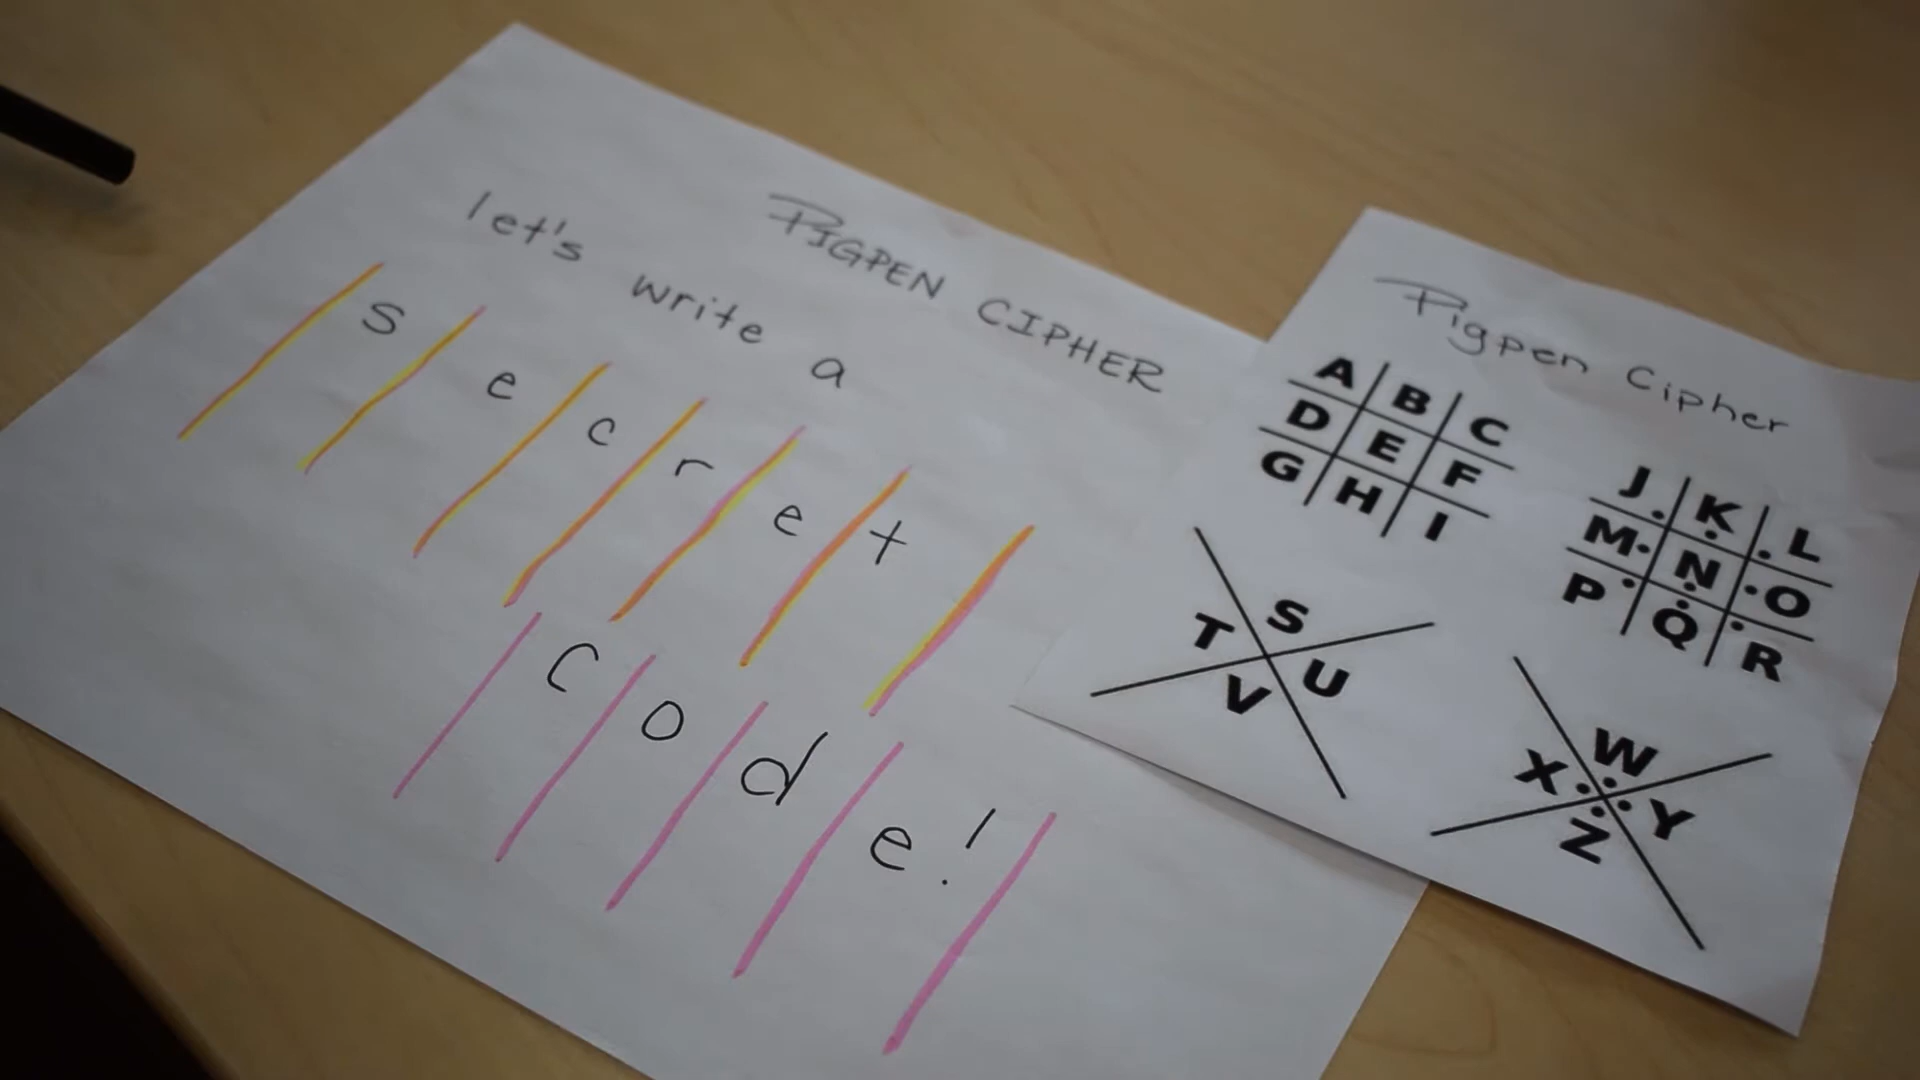 PIGPEN CIPHER
let's write a
s e c r e t
C o d e !
Pigpen Cipher
A B C
D E F
G H I
J K L
M N O
P Q R
S
T U
V
W
X Y
Z